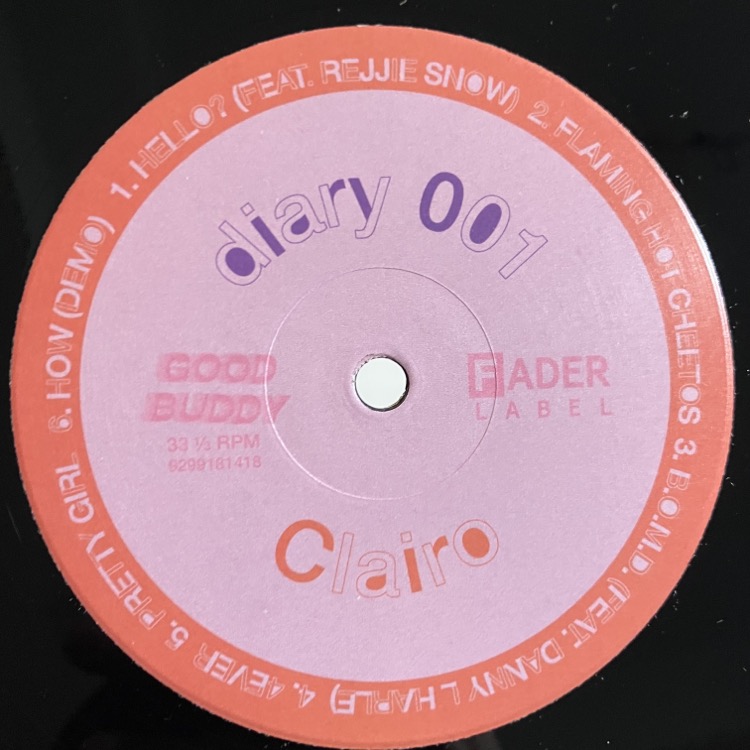 diary 001
1. HELLO? (FEAT. REJJIE SNOW) 2. FLAMING HOT CHEETOS 3. B.O.M.D. (FEAT. DANNY L HARLE) 4. 4EVER 5. PRETTY GIRL 6. HOW (DEMO)
GOOD
BUDDY
33 ⅓ RPM
6299181418
FADER
LABEL
Clairo